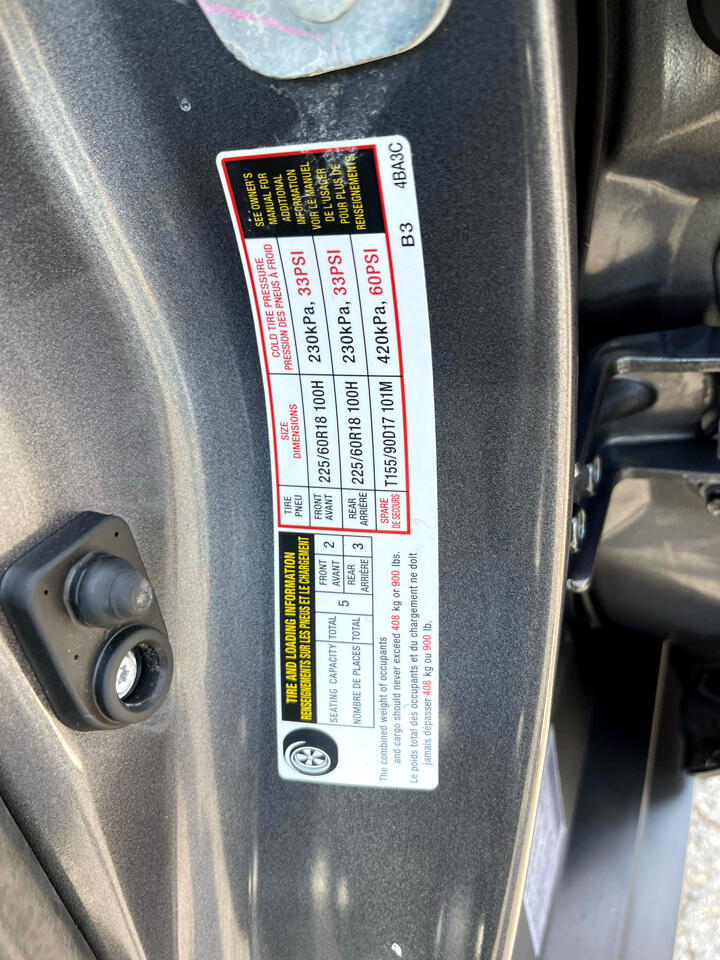 TIRE AND LOADING INFORMATION
RENSEIGNEMENTS SUR LES PNEUS ET LE CHARGEMENT
SEATING CAPACITY TOTAL 5 FRONT 2
AVANT
NOMBRE DE PLACES TOTAL REAR 3
ARRIÈRE
The combined weight of occupants
and cargo should never exceed 408 kg or 900 lbs.
Le poids total des occupants et du chargement ne doit
jamais dépasser 408 kg ou 900 lb.
TIRE
PNEU
SIZE
DIMENSIONS
COLD TIRE PRESSURE
PRESSION DES PNEUS À FROID
FRONT
AVANT
225/60R18 100H 230kPa, 33PSI
REAR
ARRIÈRE
225/60R18 100H 230kPa, 33PSI
SPARE
DE SECOURS
T155/90D17 101M 420kPa, 60PSI
SEE OWNER'S
MANUAL FOR
ADDITIONAL
INFORMATION
VOIR LE MANUEL
DE L'USAGER
POUR PLUS DE
RENSEIGNEMENTS
B3 4BA3C